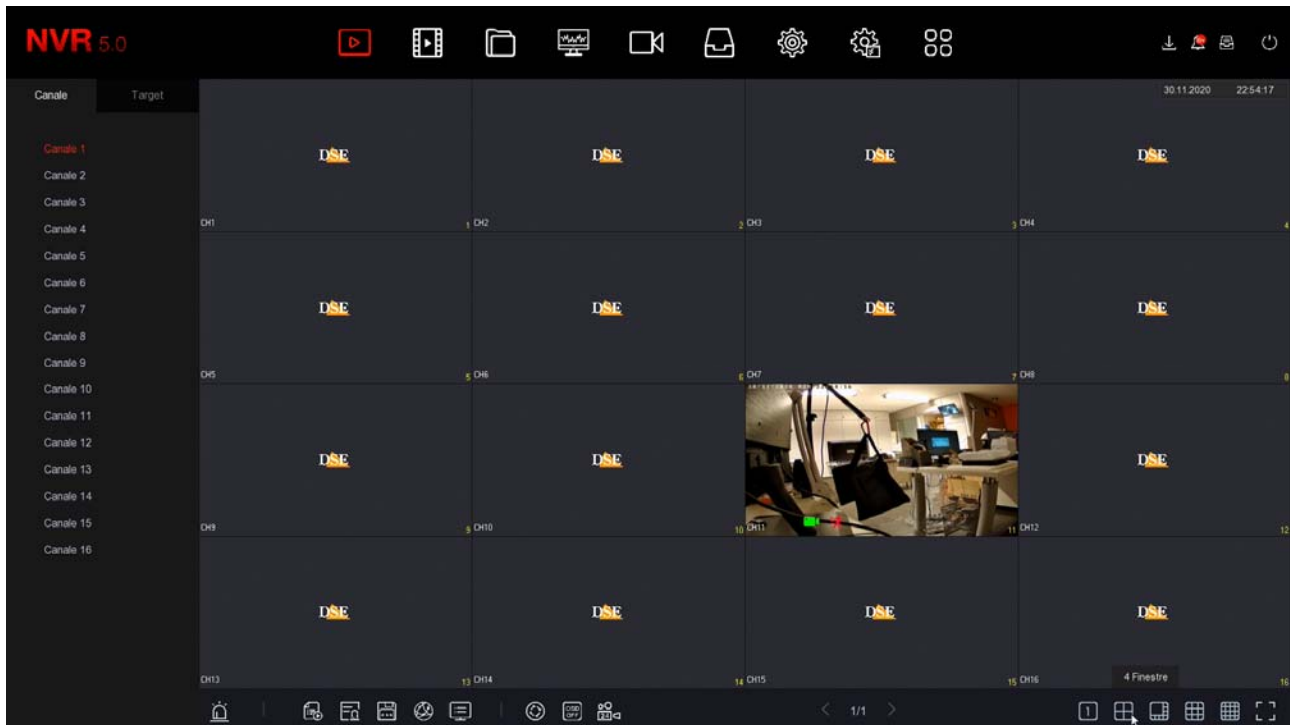 NVR 5.0
30.11.2020 22:54:17
Canale Target
Canale 1
Canale 2
Canale 3
Canale 4
Canale 5
Canale 6
Canale 7
Canale 8
Canale 9
Canale 10
Canale 11
Canale 12
Canale 13
Canale 14
Canale 15
Canale 16
DSE DSE DSE DSE
CH1 1 CH2 2 CH3 3 CH4 4
DSE DSE DSE DSE
CH5 5 CH6 6 CH7 7 CH8 8
DSE DSE DSE
CH9 9 CH10 10 CH11 11 CH12 12
DSE DSE DSE DSE
4 Finestre
CH13 13 CH14 14 CH15 15 CH16 16
OSD OFF
1/1
1